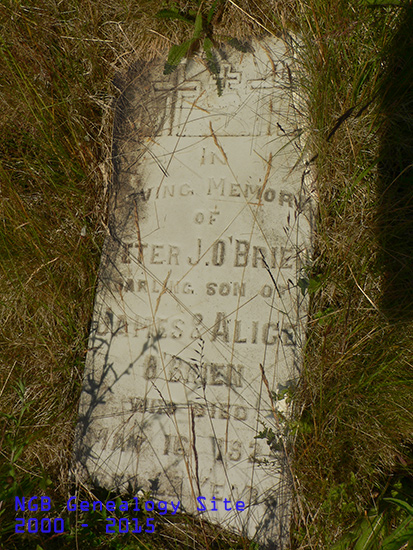 IN
LOVING MEMORY
OF
PETER J. O'BRIEN
DARLING SON OF
JAMES & ALICE
O'BRIEN
WHO DIED
NGB Genealogy Site
2000 - 2015